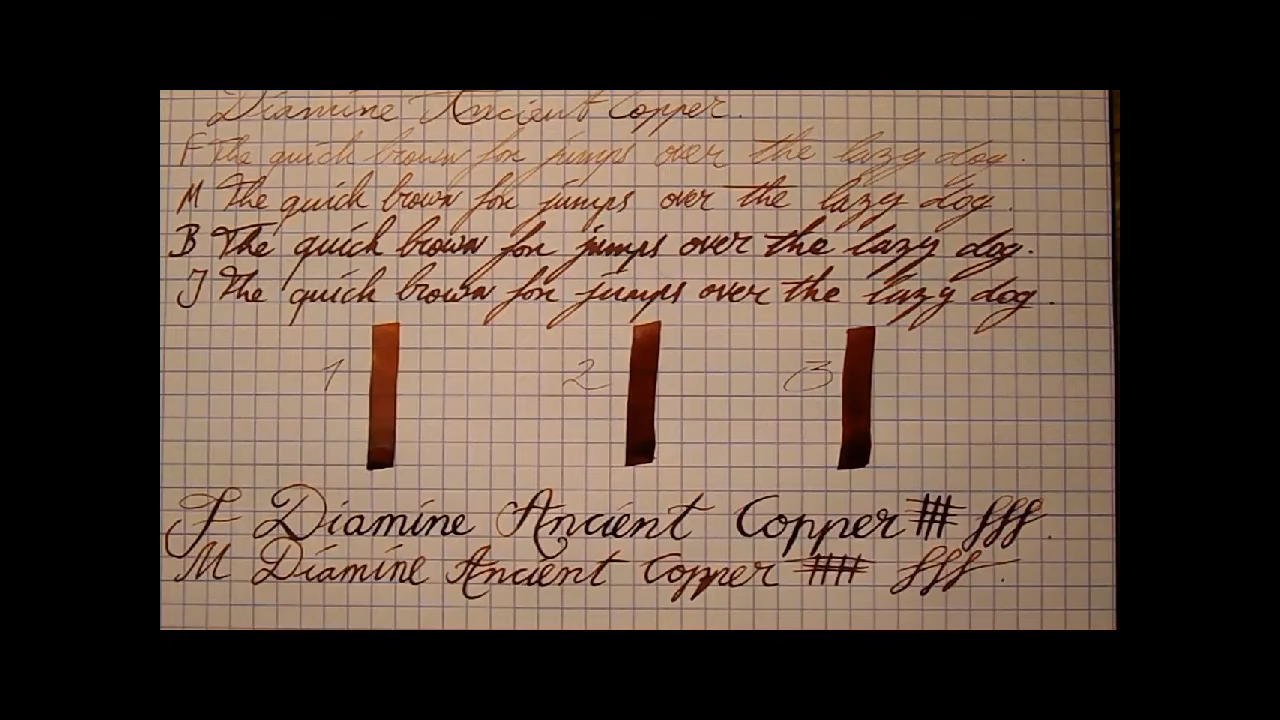 Diamine Ancient Copper.
F The quick brown fox jumps over the lazy dog.
M The quick brown fox jumps over the lazy dog.
B The quick brown fox jumps over the lazy dog.
J The quick brown fox jumps over the lazy dog.
1 2 3
F Diamine Ancient Copper # fff.
M Diamine Ancient Copper ## fff.